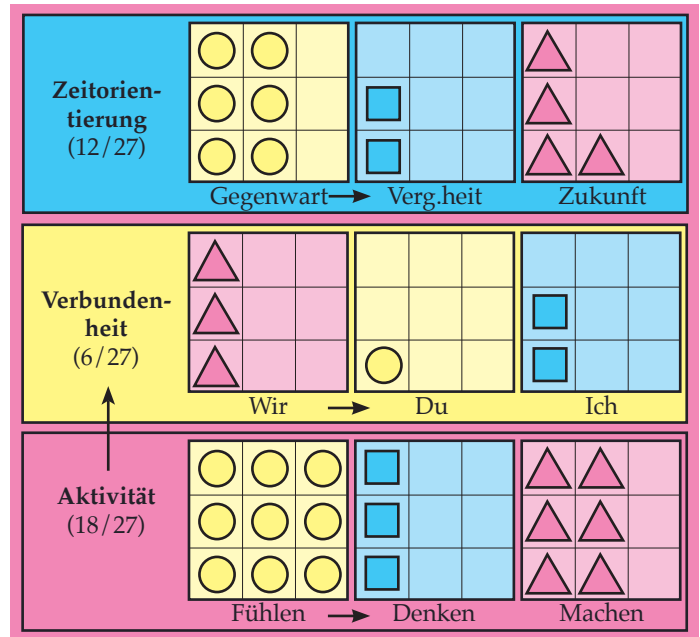 Zeitorien-
tierung
(12/27)
Gegenwart Verg.heit Zukunft
Verbunden-
heit
(6/27)
Wir Du Ich
Aktivität
(18/27)
Fühlen Denken Machen